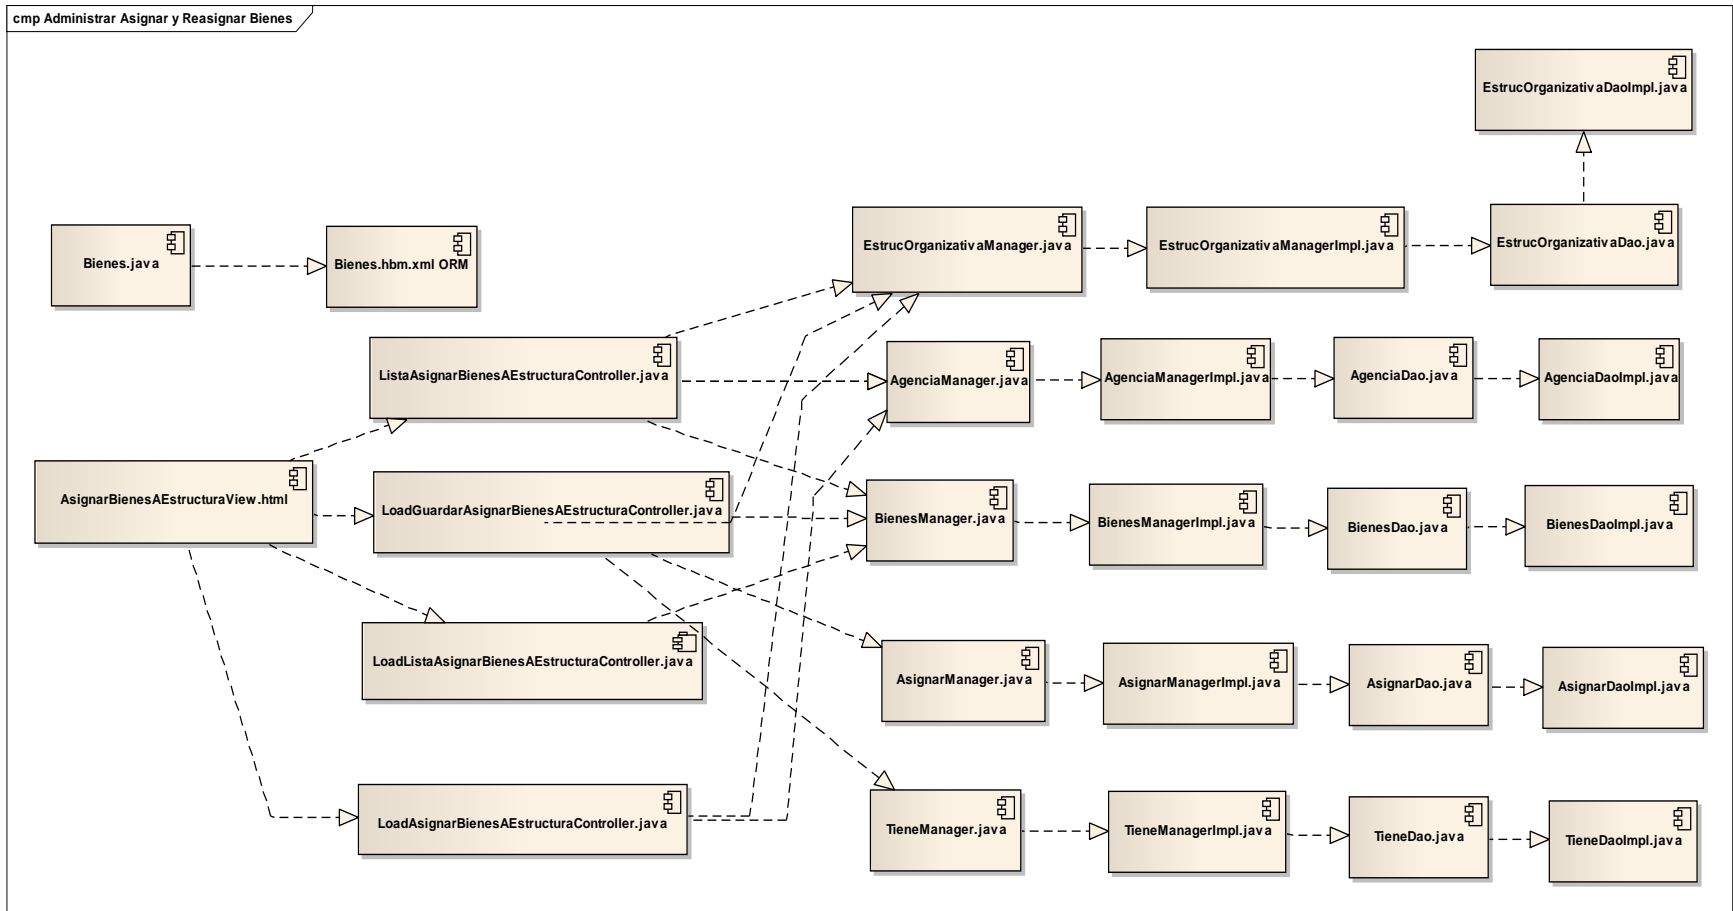 cmp Administrar Asignar y Reasignar Bienes
EstrucOrganizativaDaoImpl.java
Bienes.java
Bienes.hbm.xml ORM
EstrucOrganizativaManager.java
EstrucOrganizativaManagerImpl.java
EstrucOrganizativaDao.java
ListaAsignarBienesAEstructuraController.java
AgenciaManager.java
AgenciaManagerImpl.java
AgenciaDao.java
AgenciaDaoImpl.java
AsignarBienesAEstructuraView.html
LoadGuardarAsignarBienesAEstructuraController.java
BienesManager.java
BienesManagerImpl.java
BienesDao.java
BienesDaoImpl.java
LoadListaAsignarBienesAEstructuraController.java
AsignarManager.java
AsignarManagerImpl.java
AsignarDao.java
AsignarDaoImpl.java
LoadAsignarBienesAEstructuraController.java
TieneManager.java
TieneManagerImpl.java
TieneDao.java
TieneDaoImpl.java